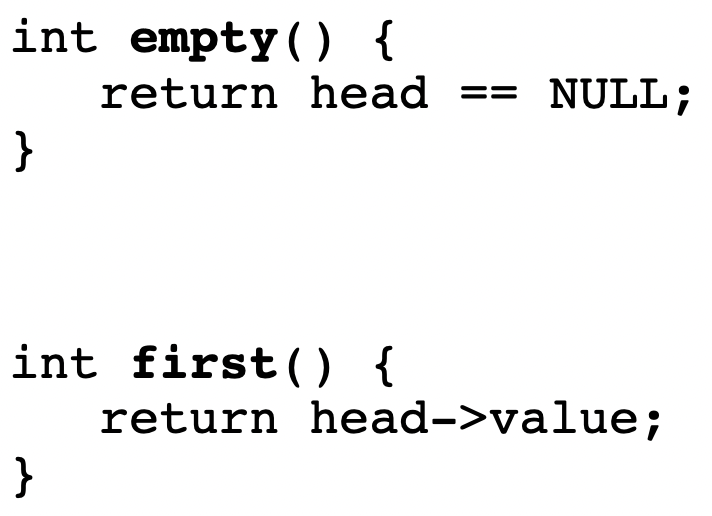 int empty() {
   return head == NULL;
}
int first() {
   return head->value;
}